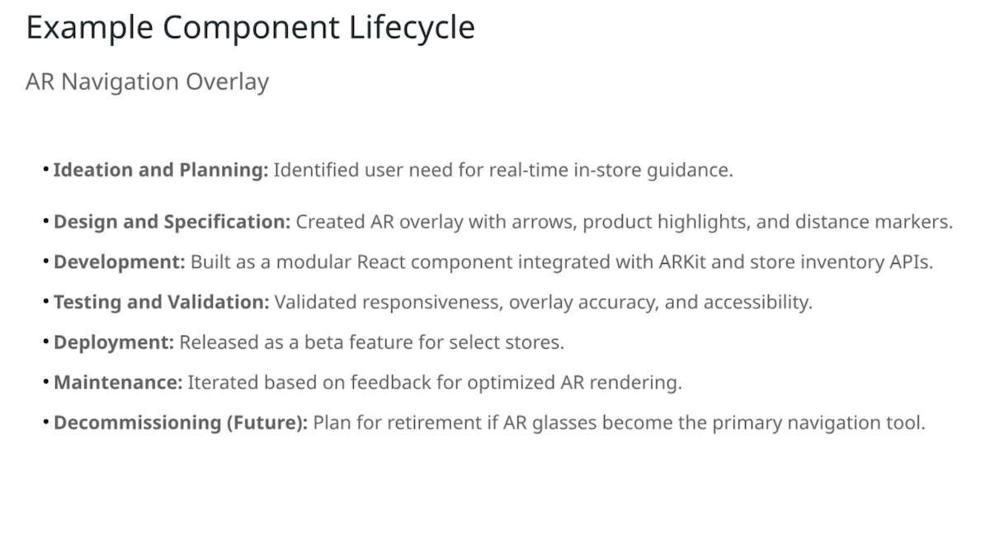 Example Component Lifecycle
AR Navigation Overlay
• Ideation and Planning: Identified user need for real-time in-store guidance.
• Design and Specification: Created AR overlay with arrows, product highlights, and distance markers.
• Development: Built as a modular React component integrated with ARKit and store inventory APIs.
• Testing and Validation: Validated responsiveness, overlay accuracy, and accessibility.
• Deployment: Released as a beta feature for select stores.
• Maintenance: Iterated based on feedback for optimized AR rendering.
• Decommissioning (Future): Plan for retirement if AR glasses become the primary navigation tool.